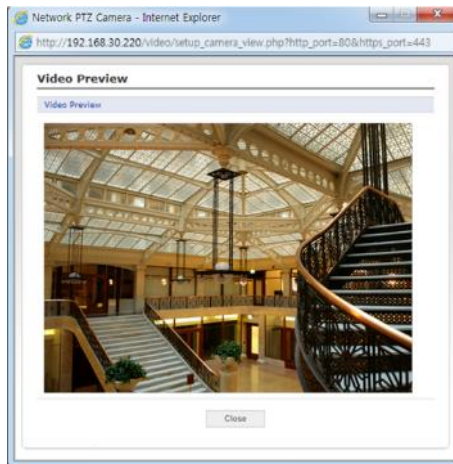 Network PTZ Camera - Internet Explorer
http://192.168.30.220/video/setup_camera_view.php?http_port=80&https_port=443
Video Preview
Video Preview
Close